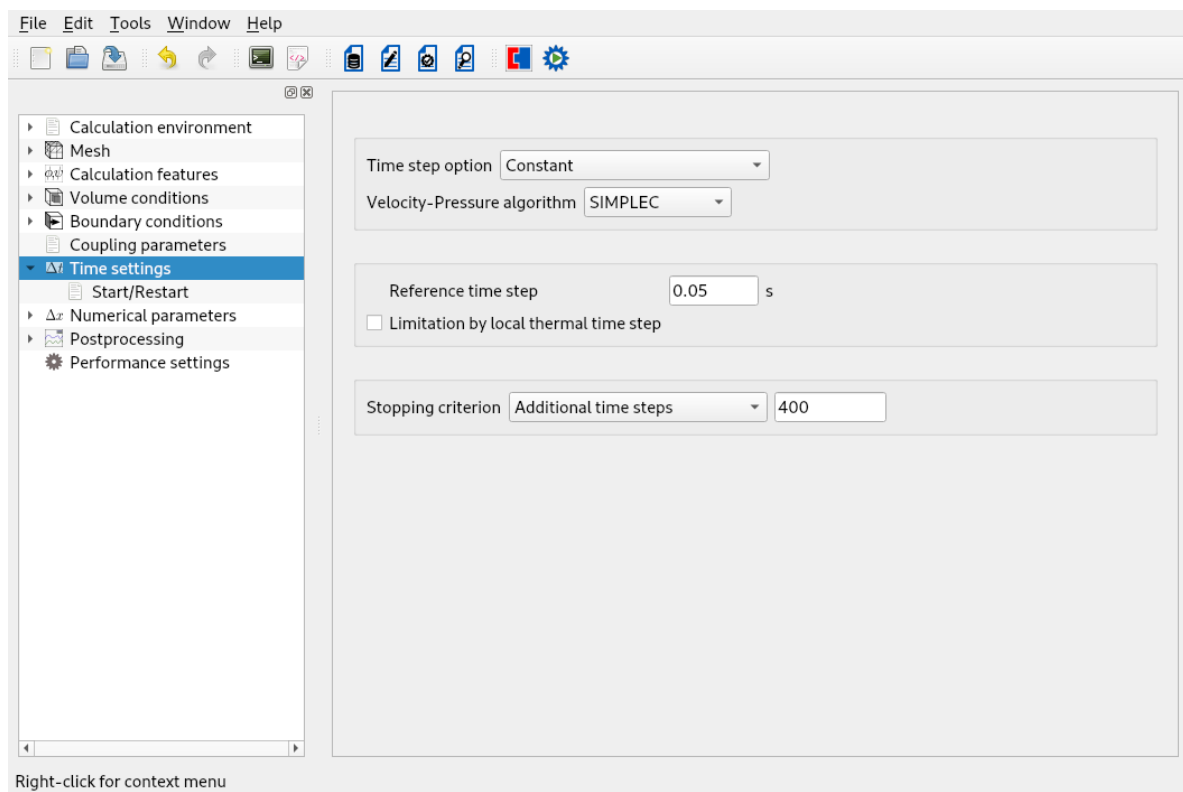 File Edit Tools Window Help
Calculation environment
Mesh
Calculation features
Volume conditions
Boundary conditions
Coupling parameters
Time settings
Start/Restart
Δx Numerical parameters
Postprocessing
Performance settings
Time step option Constant
Velocity-Pressure algorithm SIMPLEC
Reference time step 0.05 s
Limitation by local thermal time step
Stopping criterion Additional time steps 400
Right-click for context menu